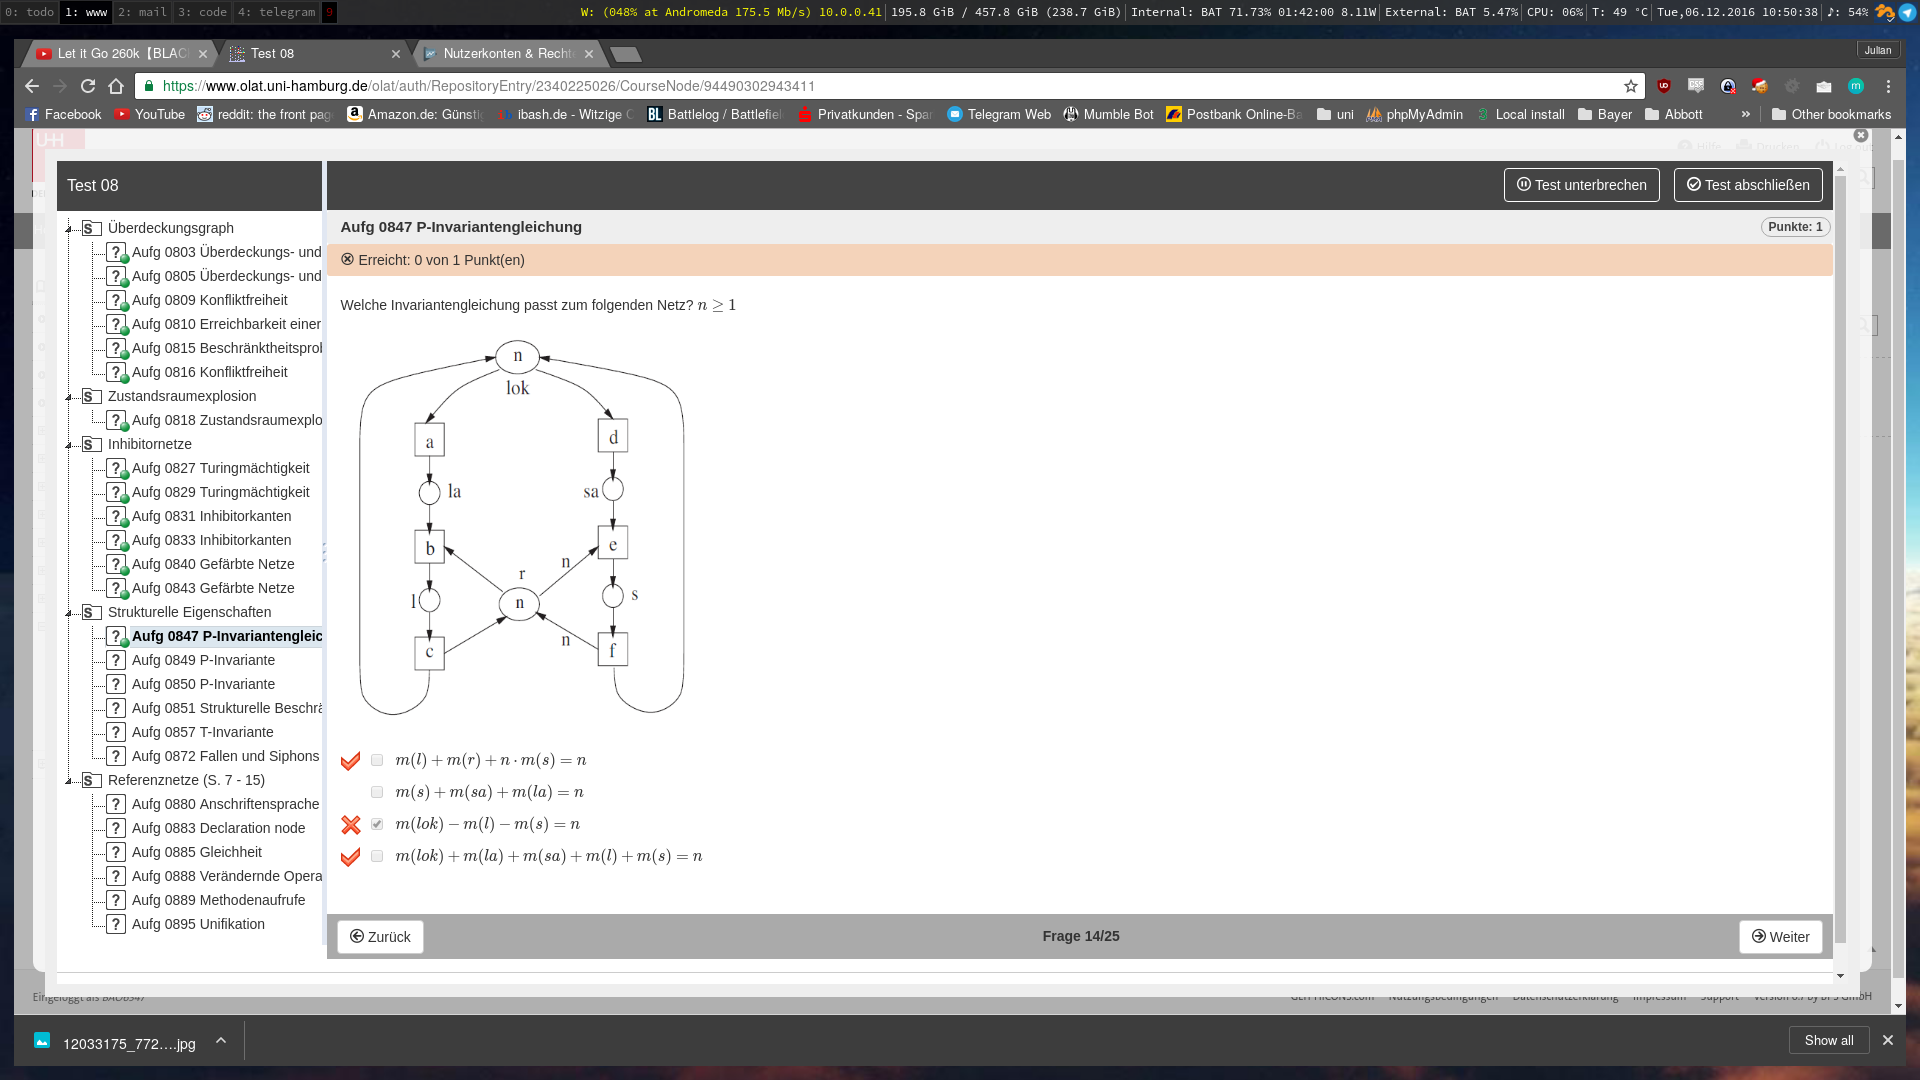 0: todo 1: www 2: mail 3: code 4: telegram 9
W: (048% at Andromeda 175.5 Mb/s) 10.0.0.41 195.8 GiB / 457.8 GiB (238.7 GiB) Internal: BAT 71.73% 01:42:00 8.11W External: BAT 5.47% CPU: 06% T: 49 °C Tue,06.12.2016 10:50:38 ♪: 54%
Let it Go 260k【BLAC
Test 08
Nutzerkonten & Recht
Julian
https://www.olat.uni-hamburg.de/olat/auth/RepositoryEntry/2340225026/CourseNode/94490302943411
Facebook YouTube reddit: the front pag Amazon.de: Günsti ibash.de - Witzige C Battlelog / Battlefiel Privatkunden - Spar Telegram Web Mumble Bot Postbank Online-Ba uni phpMyAdmin Local install Bayer Abbott » Other bookmarks
Test 08
Test unterbrechen
Test abschließen
Überdeckungsgraph
Aufg 0803 Überdeckungs- und
Aufg 0805 Überdeckungs- und
Aufg 0809 Konfliktfreiheit
Aufg 0810 Erreichbarkeit einer
Aufg 0815 Beschränktheitsprol
Aufg 0816 Konfliktfreiheit
Zustandsraumexplosion
Aufg 0818 Zustandsraumexplo
Inhibitornetze
Aufg 0827 Turingmächtigkeit
Aufg 0829 Turingmächtigkeit
Aufg 0831 Inhibitorkanten
Aufg 0833 Inhibitorkanten
Aufg 0840 Gefärbte Netze
Aufg 0843 Gefärbte Netze
Strukturelle Eigenschaften
Aufg 0847 P-Invariantengleic
Aufg 0849 P-Invariante
Aufg 0850 P-Invariante
Aufg 0851 Strukturelle Beschrä
Aufg 0857 T-Invariante
Aufg 0872 Fallen und Siphons
Referenznetze (S. 7 - 15)
Aufg 0880 Anschriftensprache
Aufg 0883 Declaration node
Aufg 0885 Gleichheit
Aufg 0888 Verändernde Opera
Aufg 0889 Methodenaufrufe
Aufg 0895 Unifikation
Aufg 0847 P-Invariantengleichung
Punkte: 1
Erreicht: 0 von 1 Punkt(en)
Welche Invariantengleichung passt zum folgenden Netz? n ≥ 1
n
lok
a d
la sa
b e
n
r
l n s
n
c f
m(l) + m(r) + n · m(s) = n
m(s) + m(sa) + m(la) = n
m(lok) − m(l) − m(s) = n
m(lok) + m(la) + m(sa) + m(l) + m(s) = n
Zurück
Frage 14/25
Weiter
12033175_772....jpg
Show all